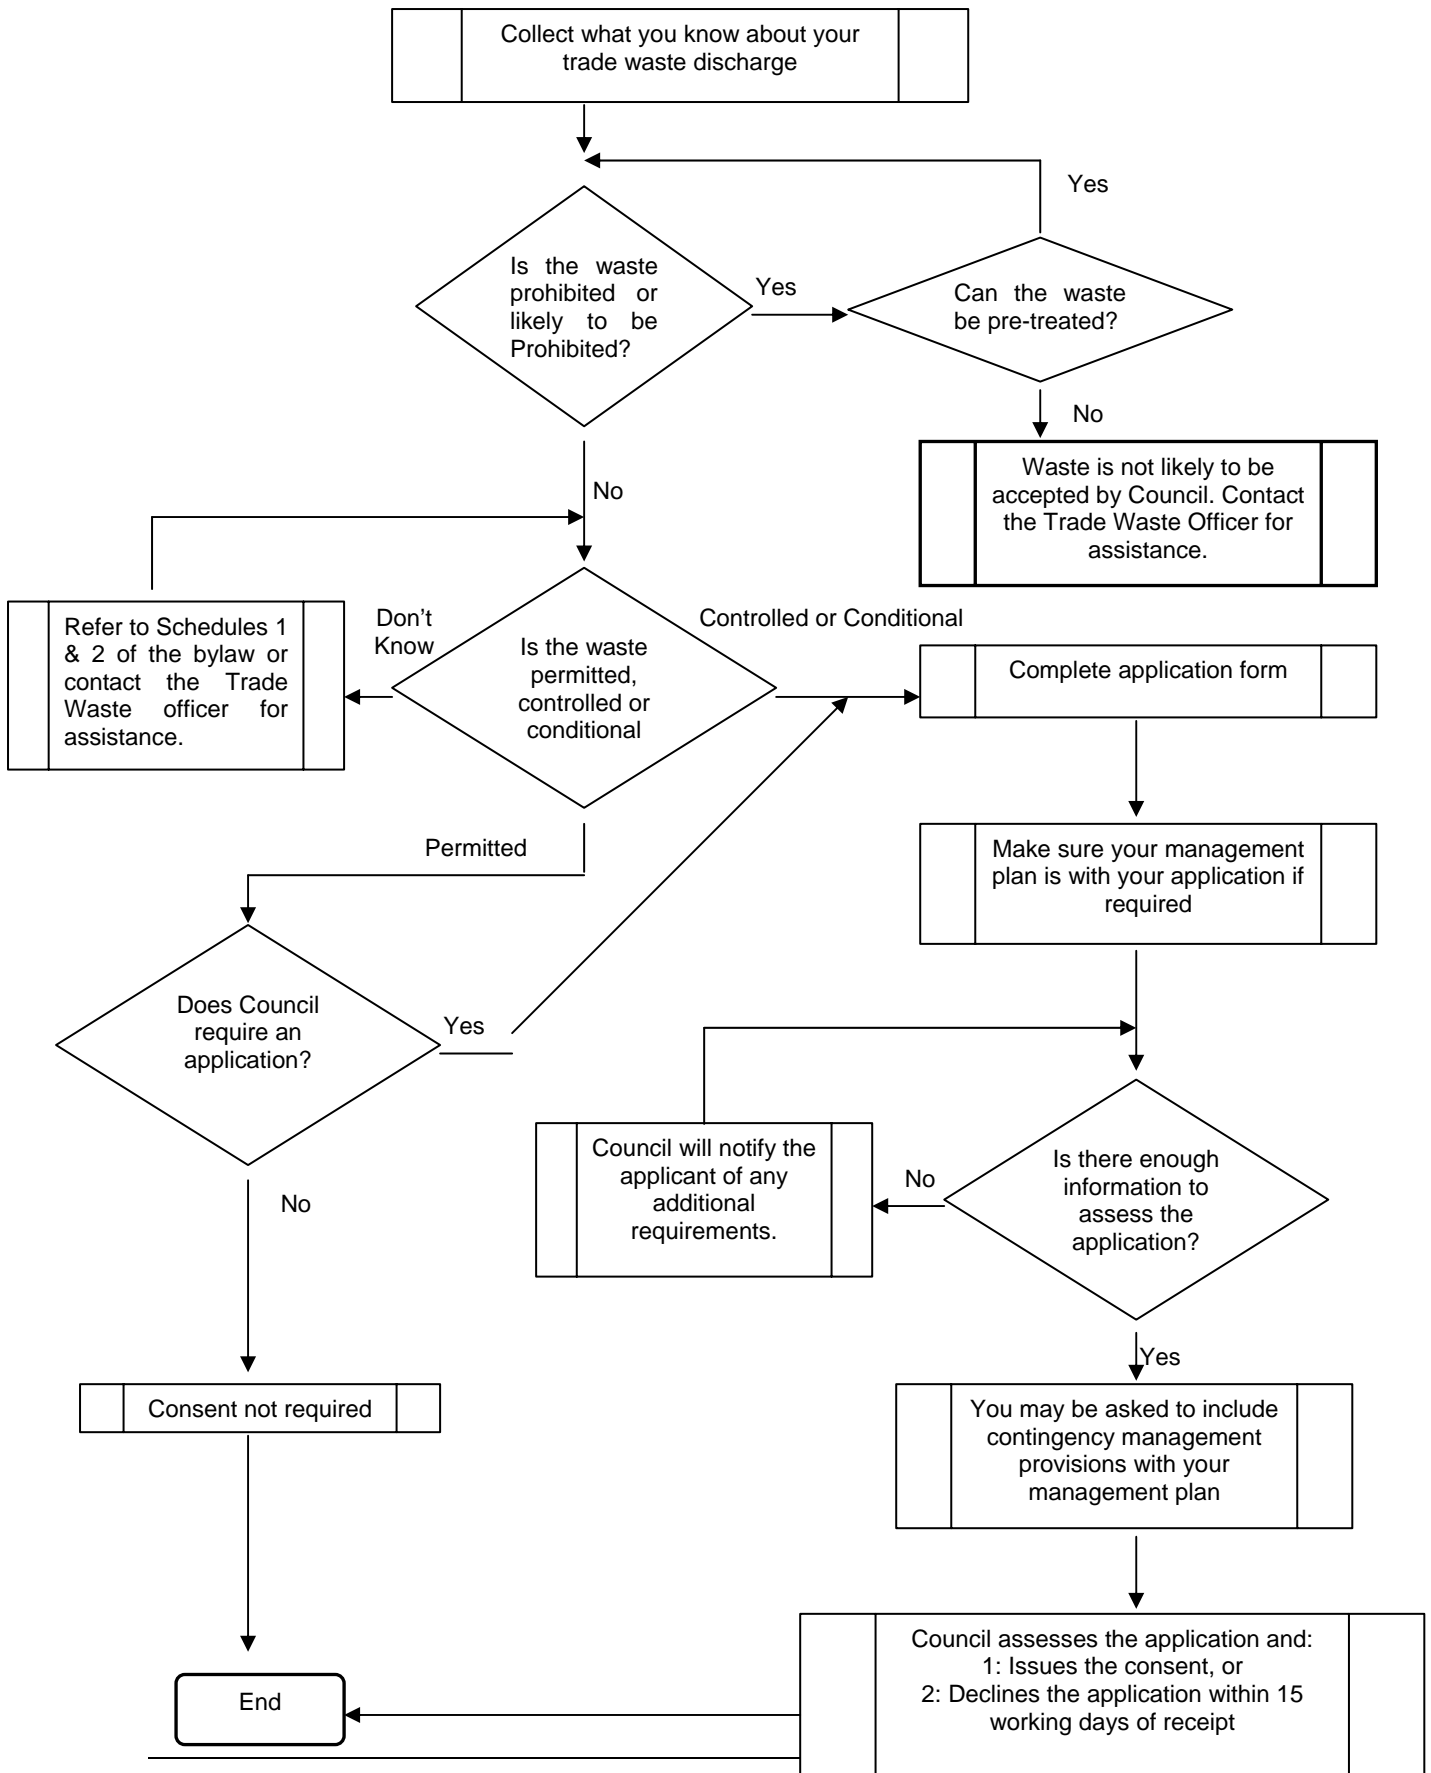 Collect what you know about your
trade waste discharge
Yes
Is the waste
prohibited or
likely to be
Prohibited?
Yes
Can the waste
be pre-treated?
No
Waste is not likely to be
accepted by Council. Contact
the Trade Waste Officer for
assistance.
No
Refer to Schedules 1
& 2 of the bylaw or
contact the Trade
Waste officer for
assistance.
Don't
Know
Is the waste
permitted,
controlled or
conditional
Controlled or Conditional
Complete application form
Permitted
Make sure your management
plan is with your application if
required
Does Council
require an
application?
Yes
Council will notify the
applicant of any
additional
requirements.
No
Is there enough
information to
assess the
application?
No
Yes
Consent not required
You may be asked to include
contingency management
provisions with your
management plan
Council assesses the application and:
1: Issues the consent, or
2: Declines the application within 15
working days of receipt
End